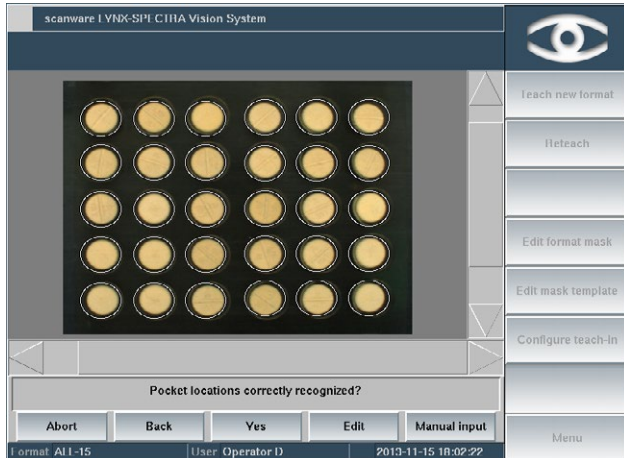 scanware LYNX-SPECTRA Vision System
Teach new format
Reteach
Edit format mask
Edit mask template
Configure teach-in
Pocket locations correctly recognized?
Abort
Back
Yes
Edit
Manual input
Menu
Format ALL-15
User Operator D
2013-11-15 18:02:22